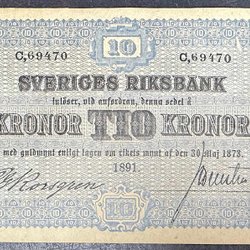 10
C,69470 C,69470
SVERIGES RIKSBANK
inlöser, vid anfordran, denna sedel å
KRONOR TIO KRONOR
med guldmynt enligt lagen om rikets mynt af den 30 Maj 1873.
1891
10